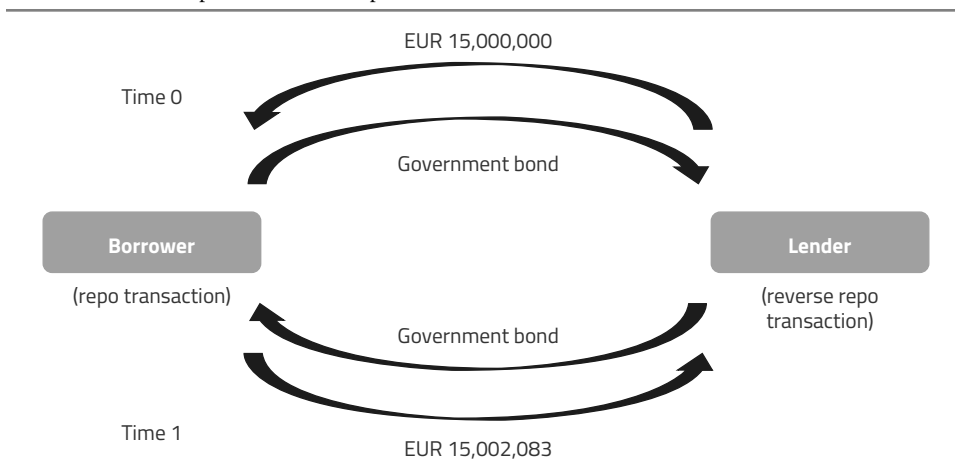 EUR 15,000,000
Time 0
Government bond
Borrower
Lender
(repo transaction)
(reverse repo
transaction)
Government bond
Time 1
EUR 15,002,083